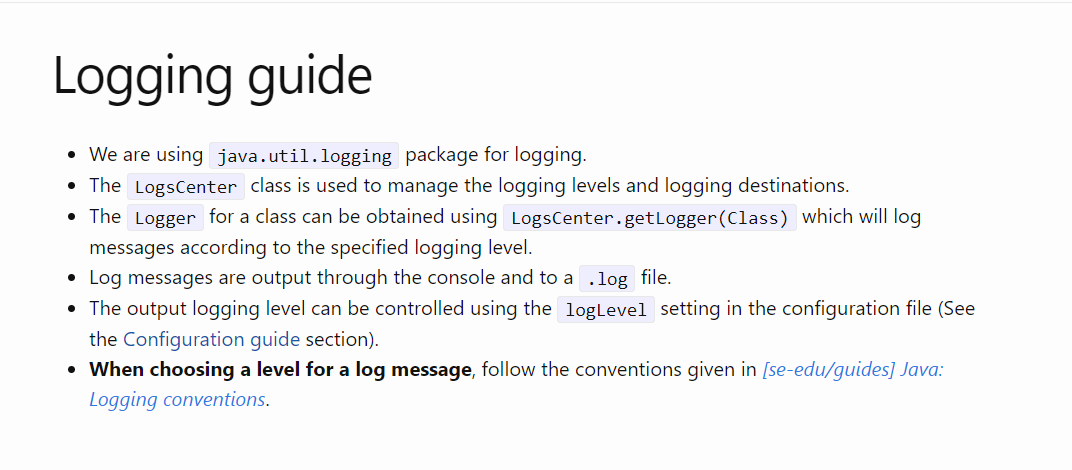 Logging guide
• We are using java.util.logging package for logging.
• The LogsCenter class is used to manage the logging levels and logging destinations.
• The Logger for a class can be obtained using LogsCenter.getLogger(Class) which will log
messages according to the specified logging level.
• Log messages are output through the console and to a .log file.
• The output logging level can be controlled using the logLevel setting in the configuration file (See
the Configuration guide section).
• When choosing a level for a log message, follow the conventions given in [se-edu/guides] Java:
Logging conventions.